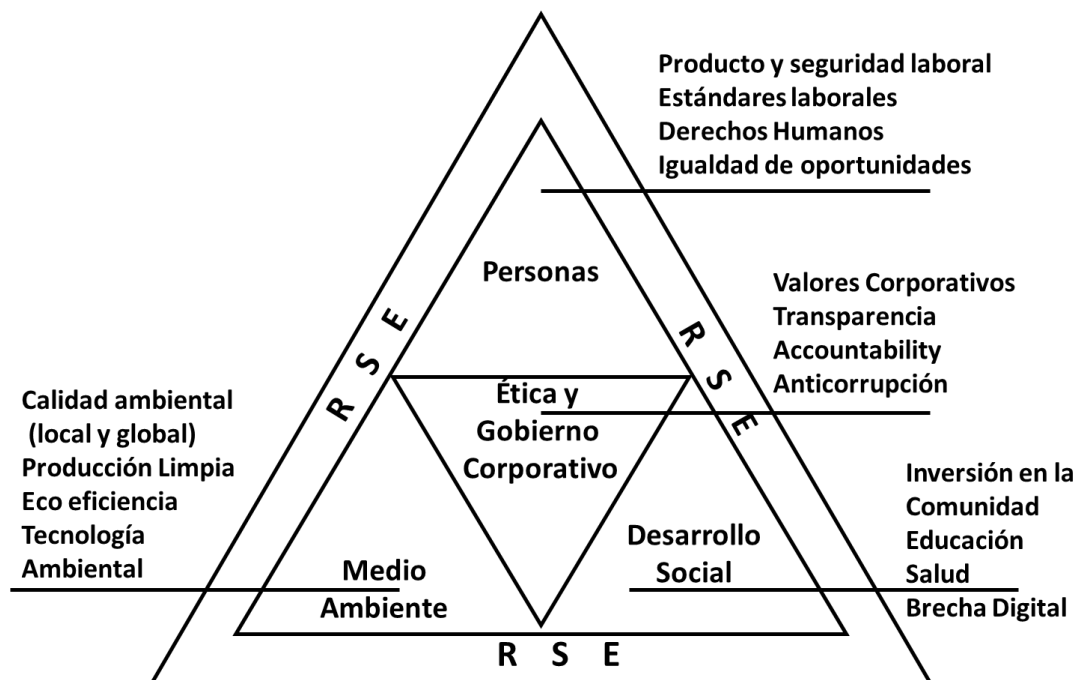 Producto y seguridad laboral
Estándares laborales
Derechos Humanos
Igualdad de oportunidades
Personas
Valores Corporativos
Transparencia
Accountability
Anticorrupción
R S E
R S E
Ética y
Gobierno
Corporativo
Calidad ambiental
(local y global)
Producción Limpia
Eco eficiencia
Tecnología
Ambiental
Medio
Ambiente
Desarrollo
Social
Inversión en la
Comunidad
Educación
Salud
Brecha Digital
R S E